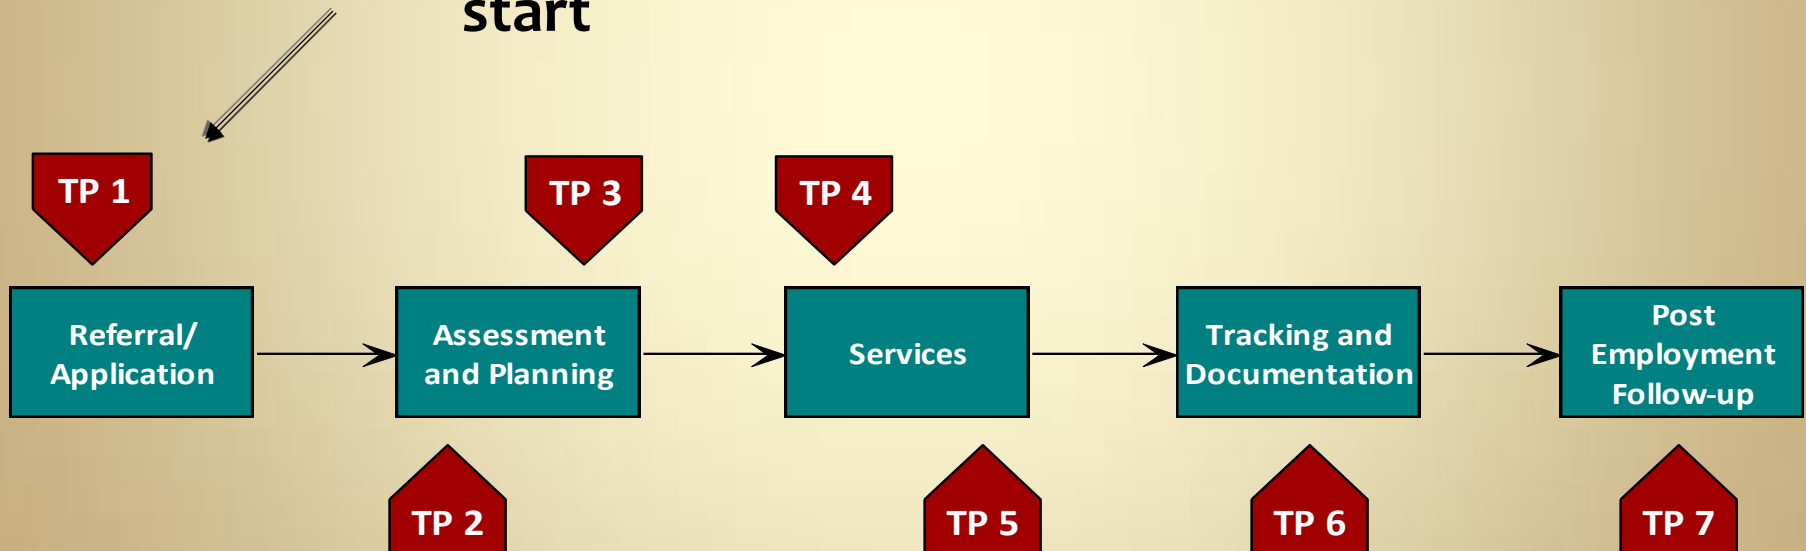 start
TP 1
TP 3
TP 4
Referral/
Application
Assessment
and Planning
Services
Tracking and
Documentation
Post
Employment
Follow-up
TP 2
TP 5
TP 6
TP 7